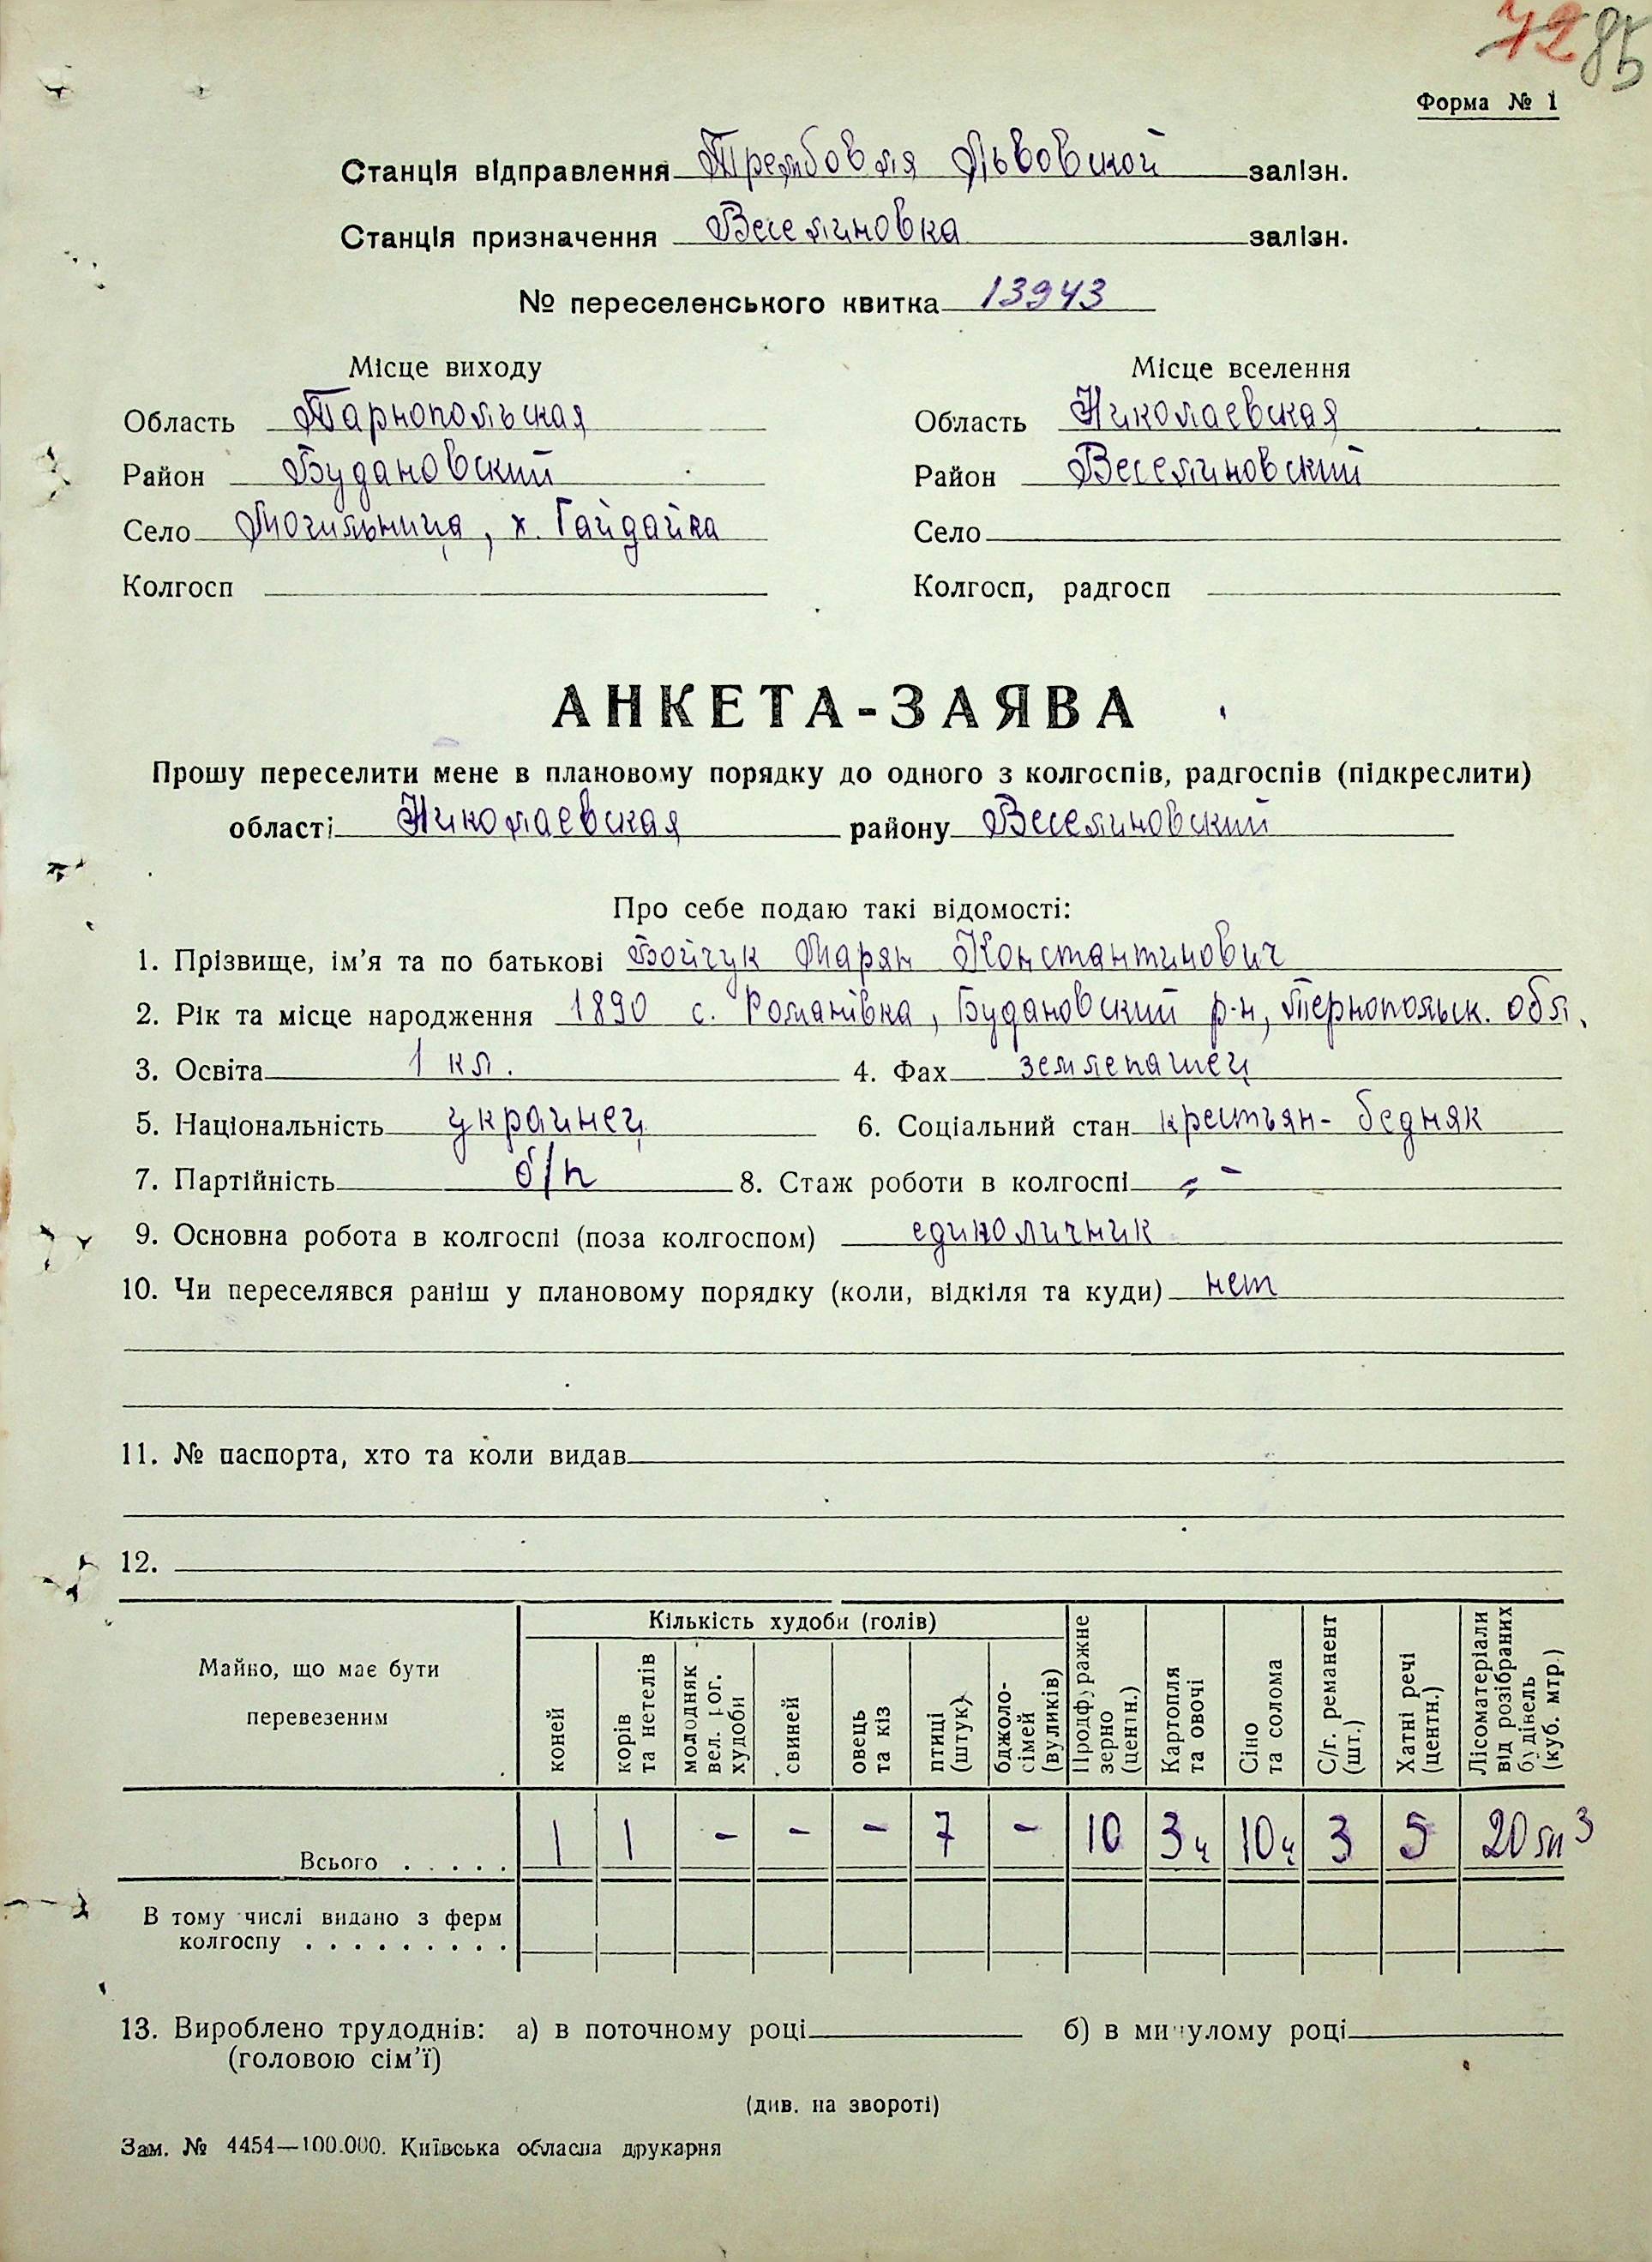 72 85
Форма № 1
Станція відправлення Трембовля Львовской залізн.
Станція призначення Веселиновка залізн.
№ переселенського квитка 13943
Місце виходу Місце вселення
Область Тарнопольская Область Николаевская
Район Будановский Район Веселиновский
Село Могильница, х. Гайдайка Село
Колгосп Колгосп, радгосп
АНКЕТА-ЗАЯВА
Прошу переселити мене в плановому порядку до одного з колгоспів, радгоспів (підкреслити)
області Николаевская району Веселиновский
Про себе подаю такі відомості:
1. Прізвище, ім’я та по батькові Бойчук Марян Константинович
2. Рік та місце народження 1890 с. Романівка, Будановский р-н, Тернопольск. обл.
3. Освіта 1 кл. 4. Фах землепашец
5. Національність украинец 6. Соціальний стан крестьян- бедняк
7. Партійність б/п 8. Стаж роботи в колгоспі -
9. Основна робота в колгоспі (поза колгоспом) единоличник
10. Чи переселявся раніш у плановому порядку (коли, відкіля та куди) нет
11. № паспорта, хто та коли видав
12.
Майно, що має бути перевезеним
Кількість худоби (голів)
коней
корів та нетелів
молодняк вел. рог. худоби
свиней
овець та кіз
птиці (штук)
бджоло-сімей (вуликів)
Продфуражне зерно (центн.)
Картопля та овочі
Сіно та солома
С/г. реманент (шт.)
Хатні речі (центн.)
Лісоматеріали від розібраних будівель (куб. мтр.)
Всього . . . . . 1 1 - - - 7 - 10 3ц 10ц 3 5 20 м3
В тому числі видано з ферм
колгоспу . . . . . . . . .
13. Вироблено трудоднів: а) в поточному році б) в минулому році
(головою сім’ї)
(див. на звороті)
Зам. № 4454—100.000. Київська обласна друкарня